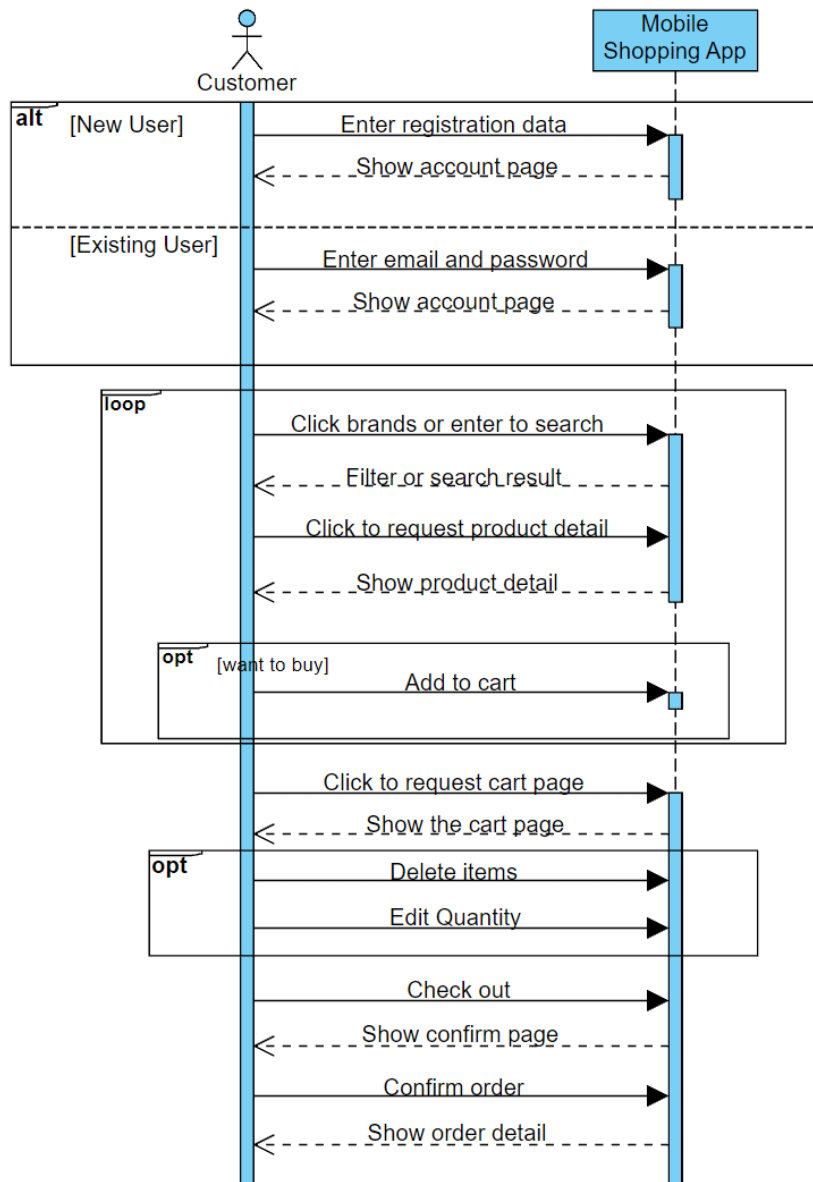 Customer
Mobile
Shopping App
alt
[New User]
Enter registration data
Show account page
[Existing User]
Enter email and password
Show account page
loop
Click brands or enter to search
Filter or search result
Click to request product detail
Show product detail
opt
[want to buy]
Add to cart
Click to request cart page
Show the cart page
opt
Delete items
Edit Quantity
Check out
Show confirm page
Confirm order
Show order detail